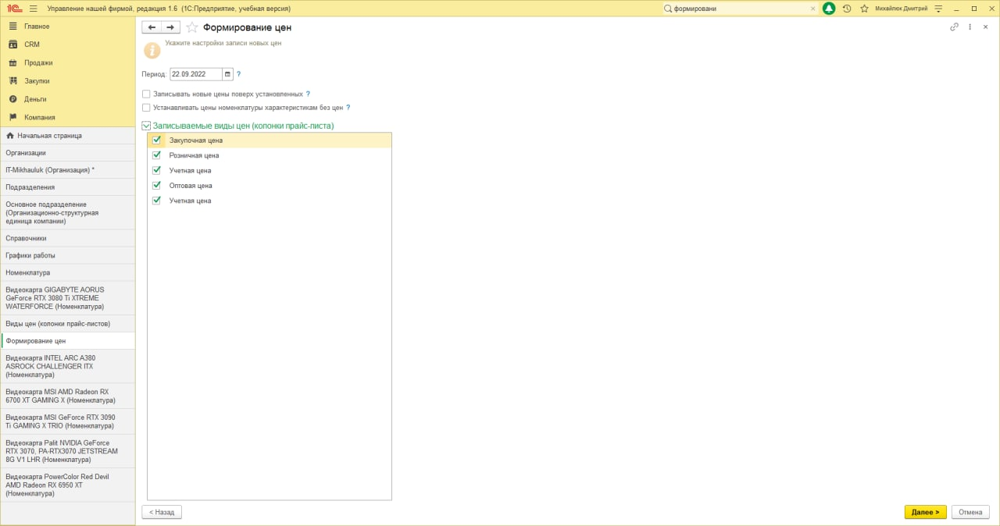 1С Управление нашей фирмой, редакция 1.6 (1С:Предприятие, учебная версия)
формировани
Михайлюк Дмитрий
Главное
CRM
Продажи
Закупки
Деньги
Компания
Начальная страница
Организации
IT-Mikhauluk (Организация) *
Подразделения
Основное подразделение
(Организационно-структурная
единица компании)
Справочники
Графики работы
Номенклатура
Видеокарта GIGABYTE AORUS
GeForce RTX 3080 Ti XTREME
WATERFORCE (Номенклатура)
Виды цен (колонки прайс-листов)
Формирование цен
Видеокарта INTEL ARC A380
ASROCK CHALLENGER ITX
(Номенклатура)
Видеокарта MSI AMD Radeon RX
6700 XT GAMING X (Номенклатура)
Видеокарта MSI GeForce RTX 3090
Ti GAMING X TRIO (Номенклатура)
Видеокарта Palit NVIDIA GeForce
RTX 3070, PA-RTX3070 JETSTREAM
8G V1 LHR (Номенклатура)
Видеокарта PowerColor Red Devil
AMD Radeon RX 6950 XT
(Номенклатура)
Формирование цен
Укажите настройки записи новых цен
Период: 22.09.2022 ?
Записывать новые цены поверх установленных ?
Устанавливать цены номенклатуры характеристикам без цен ?
Записываемые виды цен (колонки прайс-листа)
Закупочная цена
Розничная цена
Учетная цена
Оптовая цена
Учетная цена
< Назад
Далее >
Отмена